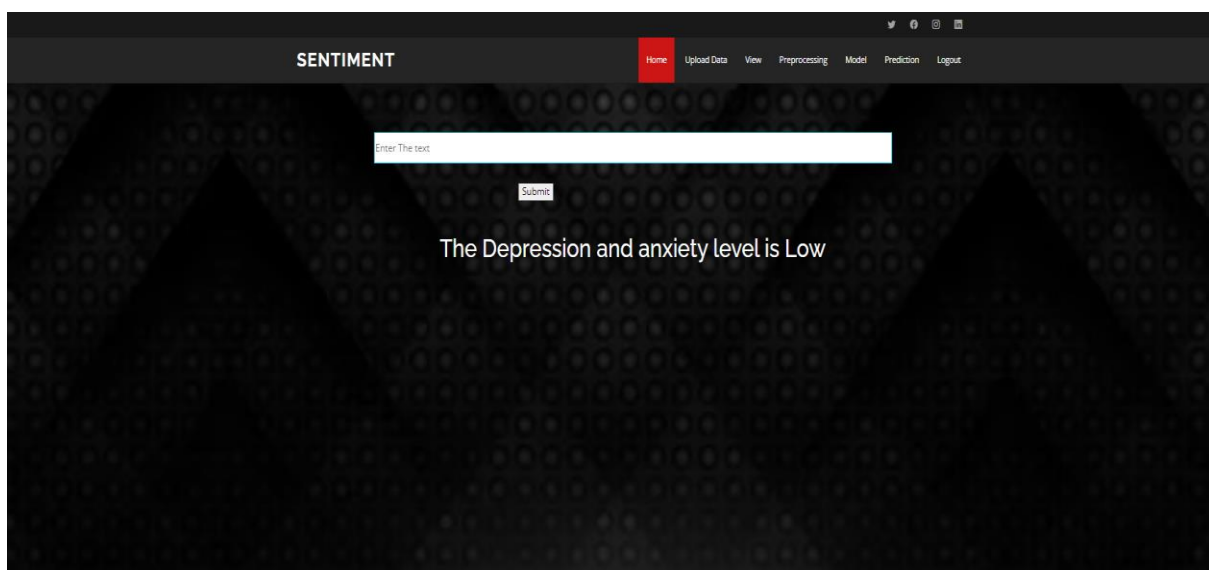 SENTIMENT
Home Upload Data View Preprocessing Model Prediction Logout
Enter The text
Submit
The Depression and anxiety level is Low